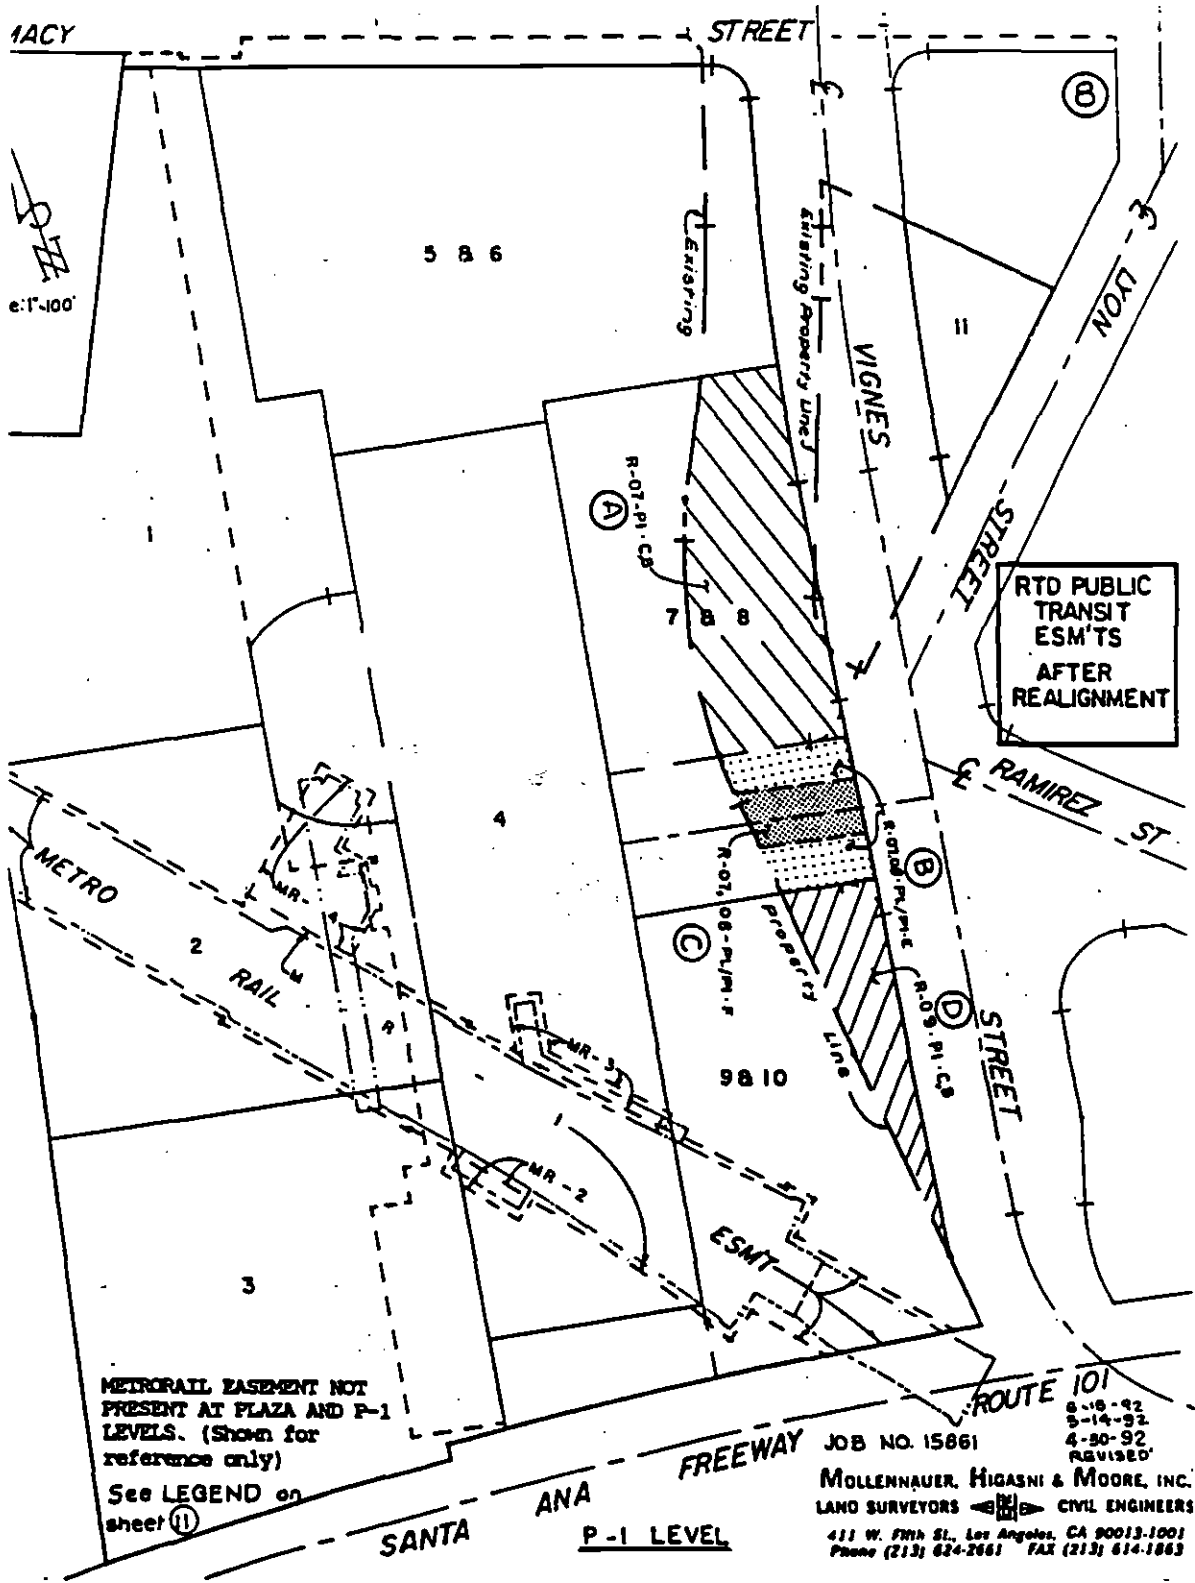 MACY
STREET
B
e:1"=100'
5 & 6
Existing
Existing Property Line
VIGNES
11
LYON
STREET
1
R-07-P1-C,B
A
7 & 8
RTD PUBLIC
TRANSIT
ESM'TS
AFTER
REALIGNMENT
RAMIREZ ST
4
METRO
RAIL
MR-
M
2
R
B
R-07,08-PL/P1-F
C
Property
Line
R-09-P1-C,B
D
STREET
MR-3
9 & 10
1
MR-2
ESMT
3
METRORAIL EASEMENT NOT
PRESENT AT PLAZA AND P-1
LEVELS. (Shown for
reference only)
See LEGEND on
sheet 11
SANTA ANA FREEWAY
ROUTE 101
P-1 LEVEL
JOB NO. 15861
5-14-92
4-30-92
REVISED
MOLLENNAUER, HIGASHI & MOORE, INC.
LAND SURVEYORS CIVIL ENGINEERS
411 W. Fifth St., Los Angeles, CA 90013-1001
Phone (213) 624-2661 FAX (213) 614-1863